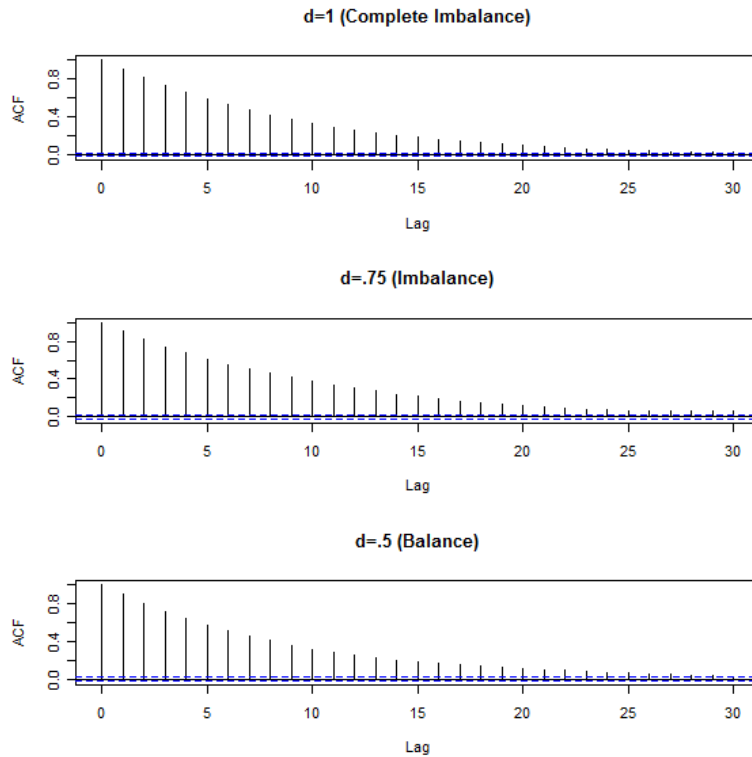 d=1 (Complete Imbalance)
ACF
0.0 0.4 0.8
0 5 10 15 20 25 30
Lag
d=.75 (Imbalance)
ACF
0.0 0.4 0.8
0 5 10 15 20 25 30
Lag
d=.5 (Balance)
ACF
0.0 0.4 0.8
0 5 10 15 20 25 30
Lag